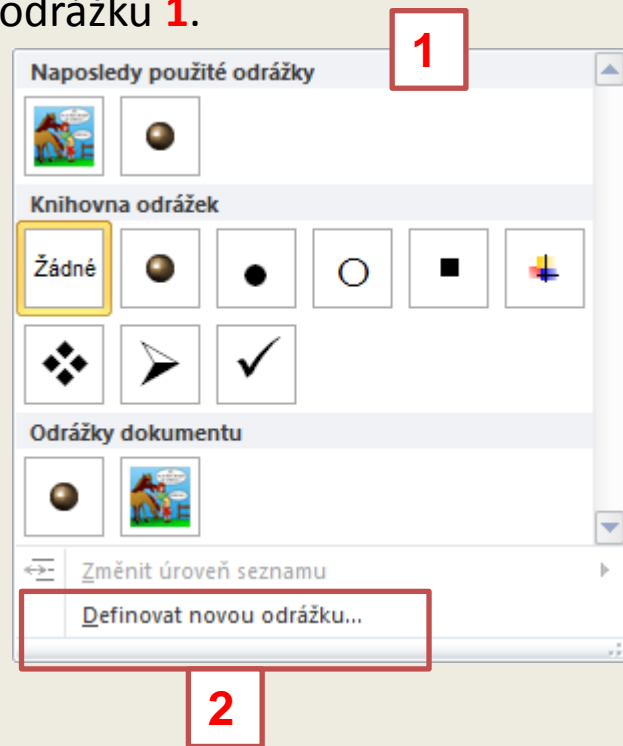 odrážku 1.
1
Naposledy použité odrážky
Knihovna odrážek
Žádné
Odrážky dokumentu
Změnit úroveň seznamu
Definovat novou odrážku...
2